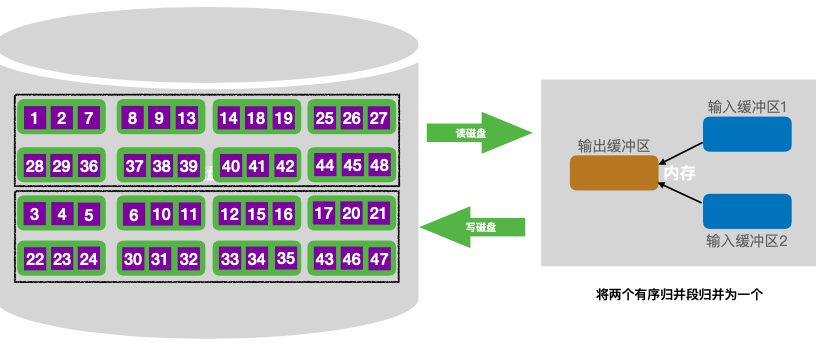 1 2 7 8 9 13 14 18 19 25 26 27
28 29 36 37 38 39 40 41 42 44 45 48
3 4 5 6 10 11 12 15 16 17 20 21
22 23 24 30 31 32 33 34 35 43 46 47
读磁盘
写磁盘
输入缓冲区1
输出缓冲区
内存
输入缓冲区2
将两个有序归并段归并为一个